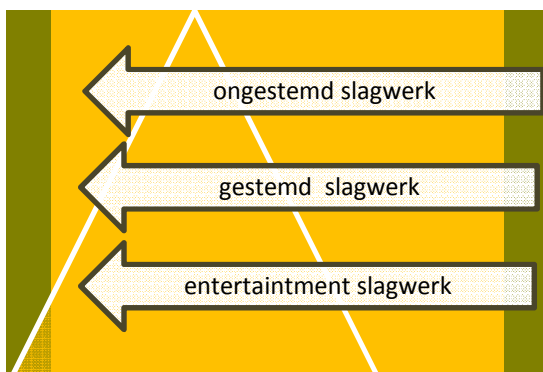 ongestemd slagwerk
gestemd slagwerk
entertaintment slagwerk